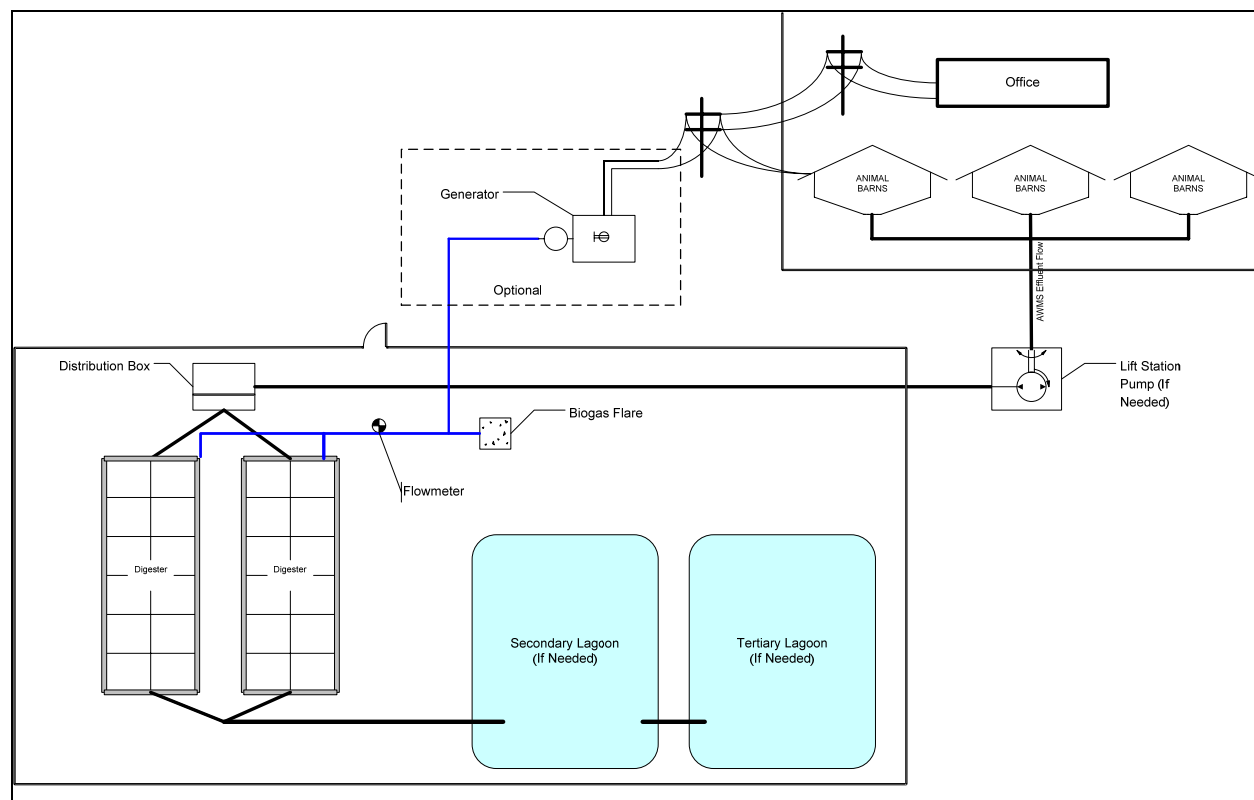 Office
ANIMAL
BARNS
ANIMAL
BARNS
ANIMAL
BARNS
Generator
Optional
AWMS Effluent Flow
Distribution Box
Lift Station
Pump (If
Needed)
Biogas Flare
Flowmeter
Digester
Digester
Secondary Lagoon
(If Needed)
Tertiary Lagoon
(If Needed)